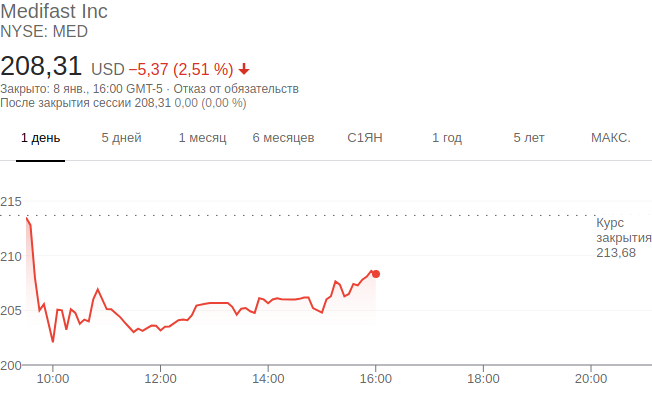 Medifast Inc
NYSE: MED
208,31 USD −5,37 (2,51 %)
Закрыто: 8 янв., 16:00 GMT-5 · Отказ от обязательств
После закрытия сессии 208,31 0,00 (0,00 %)
1 день 5 дней 1 месяц 6 месяцев С1ЯН 1 год 5 лет МАКС.
215
Курс
закрытия
213,68
210
205
200
10:00 12:00 14:00 16:00 18:00 20:00